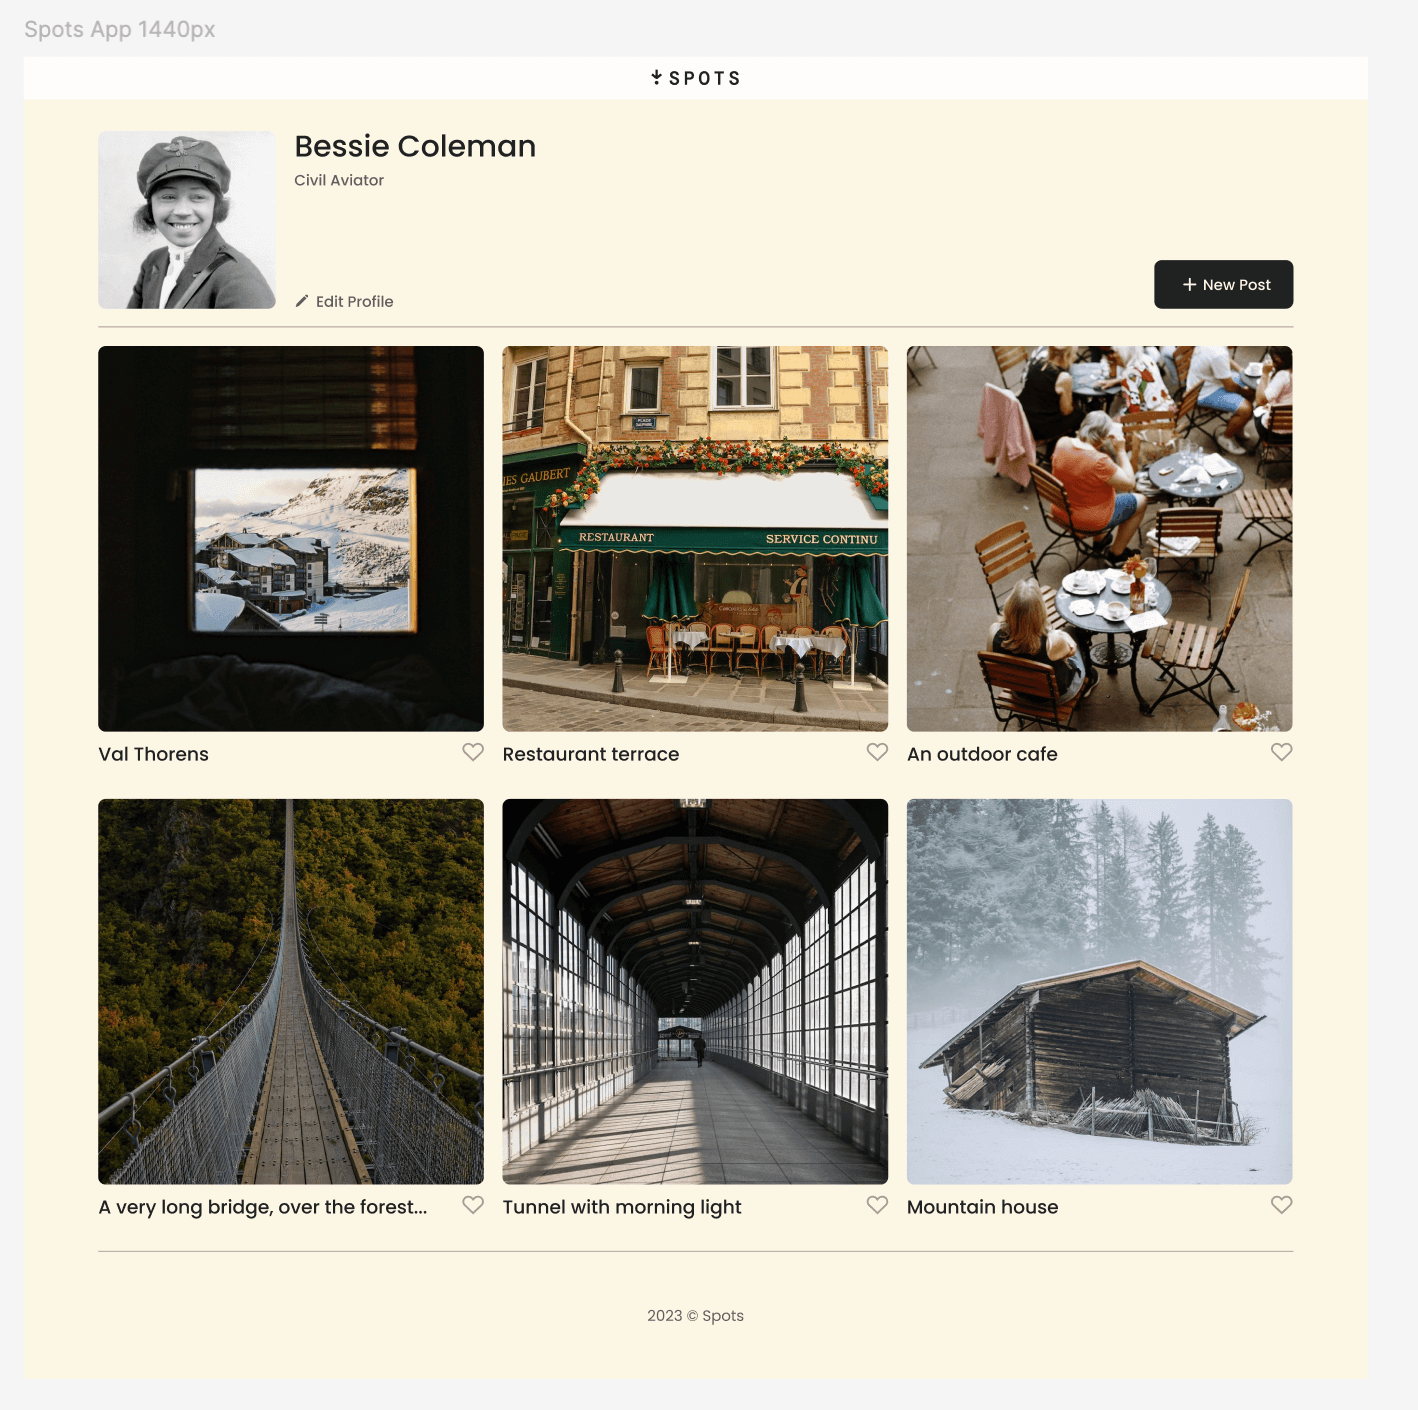 Spots App 1440px
SPOTS
Bessie Coleman
Civil Aviator
Edit Profile
New Post
PLACE
DAUPHINE
IES GAUBERT
RESTAURANT
SERVICE CONTINU
Val Thorens
Restaurant terrace
An outdoor cafe
A very long bridge, over the forest...
Tunnel with morning light
Mountain house
2023 © Spots